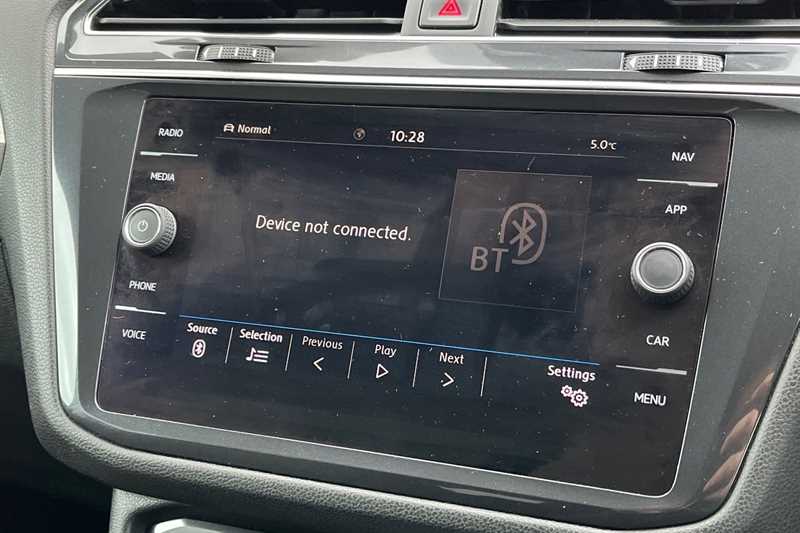 RADIO
Normal
10:28
5.0°C
NAV
MEDIA
APP
Device not connected.
BT
PHONE
VOICE
CAR
Source
Selection
Previous
Play
Next
Settings
MENU